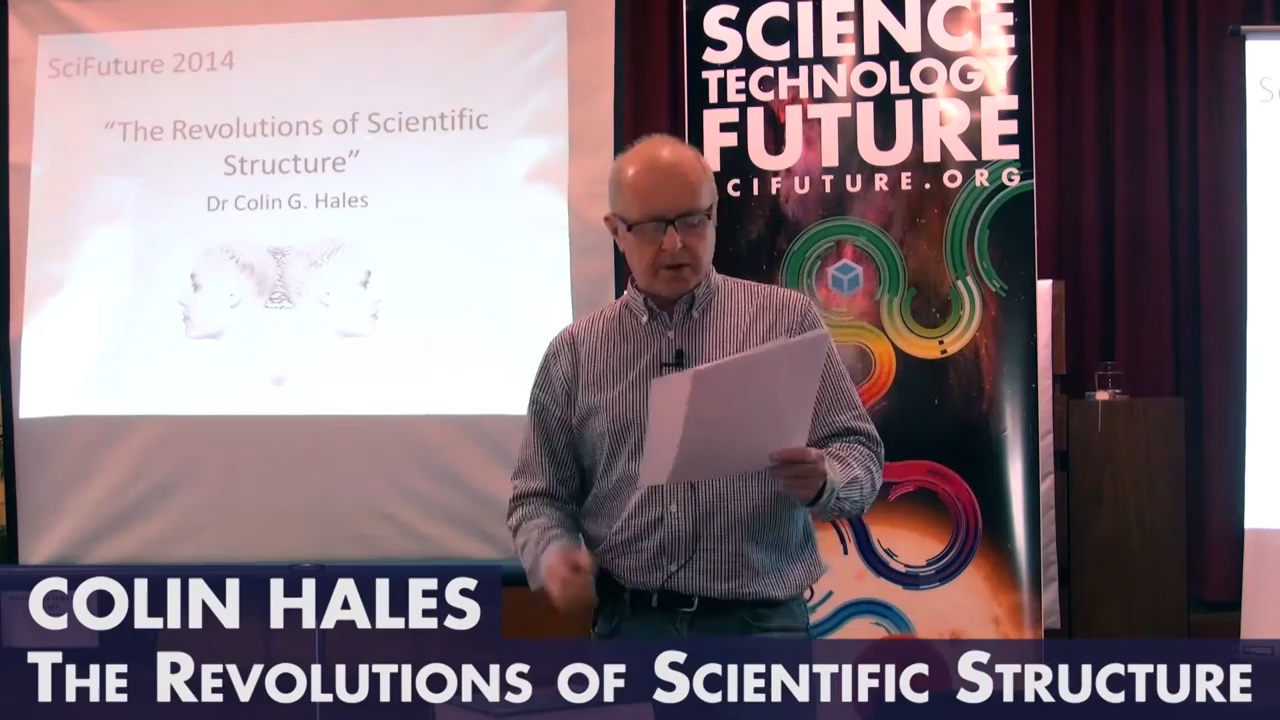 SciFuture 2014
“The Revolutions of Scientific
Structure”
Dr Colin G. Hales
SCIENCE
TECHNOLOGY
FUTURE
CIFUTURE.ORG
COLIN HALES
THE REVOLUTIONS OF SCIENTIFIC STRUCTURE